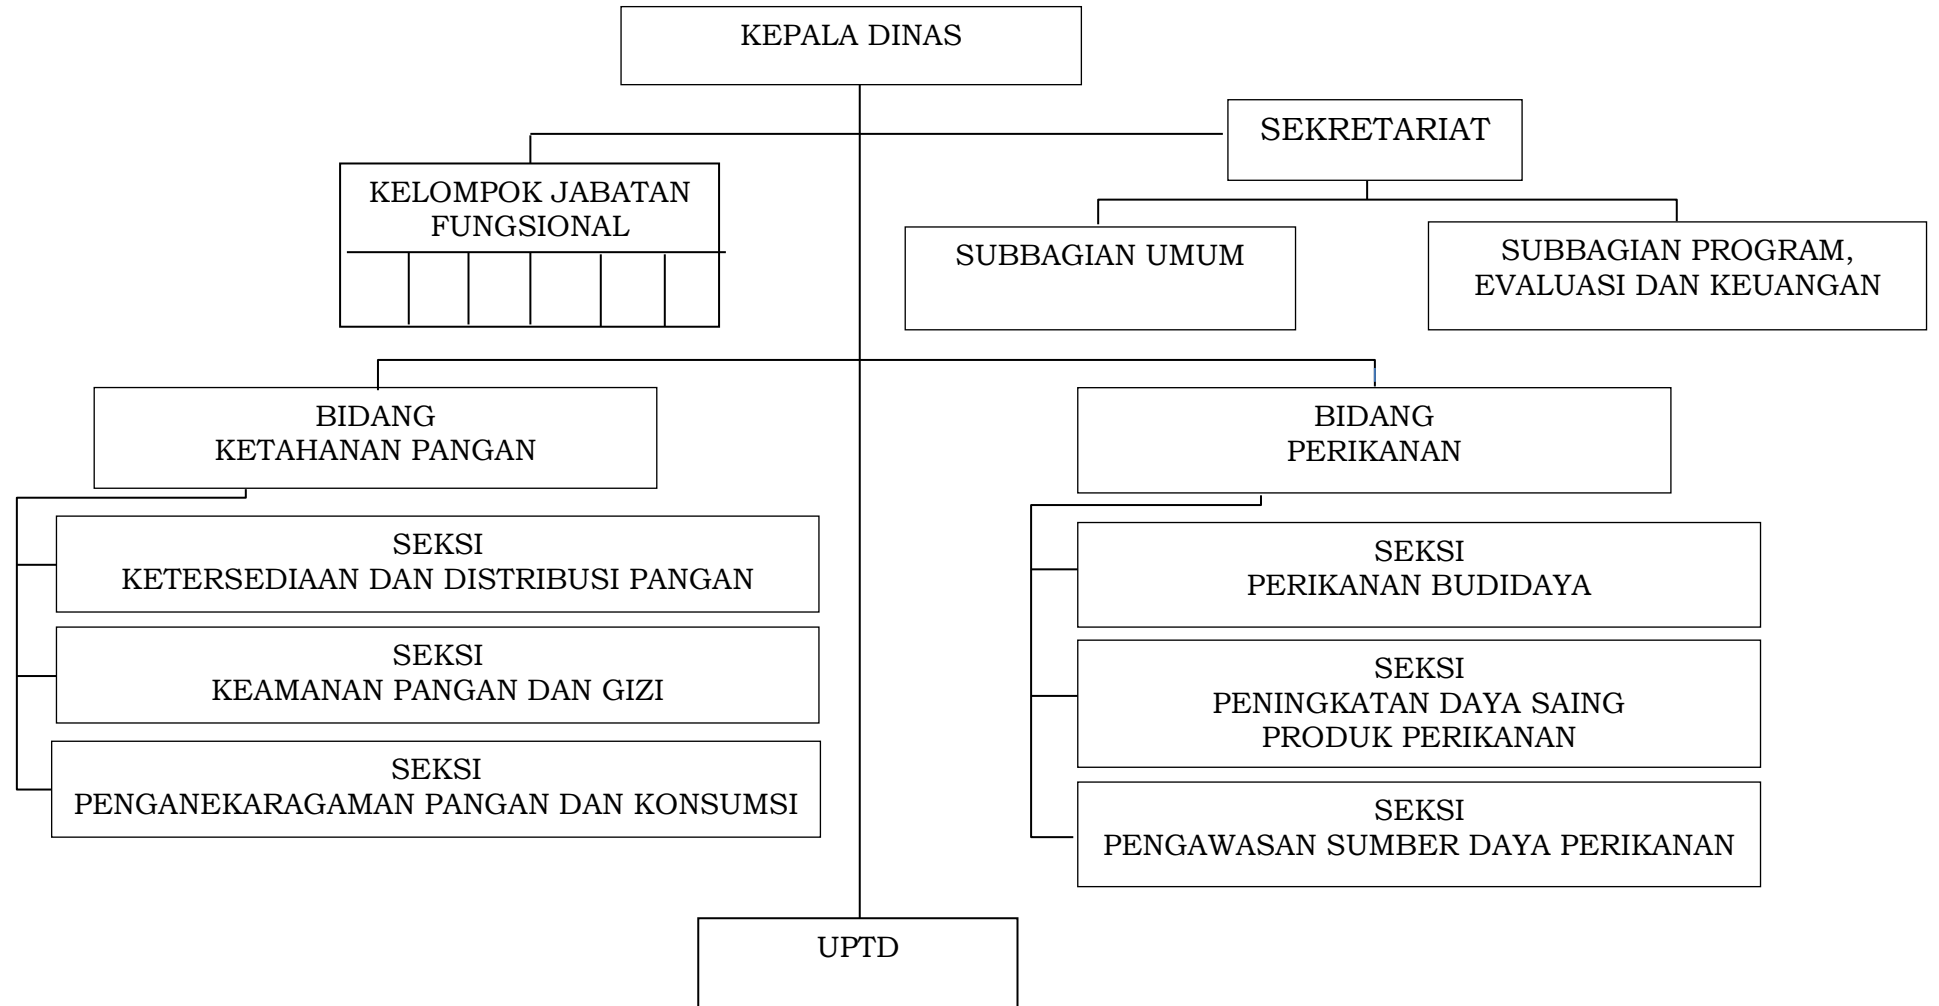 KEPALA DINAS
SEKRETARIAT
KELOMPOK JABATAN
FUNGSIONAL
SUBBAGIAN UMUM
SUBBAGIAN PROGRAM,
EVALUASI DAN KEUANGAN
BIDANG
KETAHANAN PANGAN
SEKSI
KETERSEDIAAN DAN DISTRIBUSI PANGAN
SEKSI
KEAMANAN PANGAN DAN GIZI
SEKSI
PENGANEKARAGAMAN PANGAN DAN KONSUMSI
BIDANG
PERIKANAN
SEKSI
PERIKANAN BUDIDAYA
SEKSI
PENINGKATAN DAYA SAING
PRODUK PERIKANAN
SEKSI
PENGAWASAN SUMBER DAYA PERIKANAN
UPTD